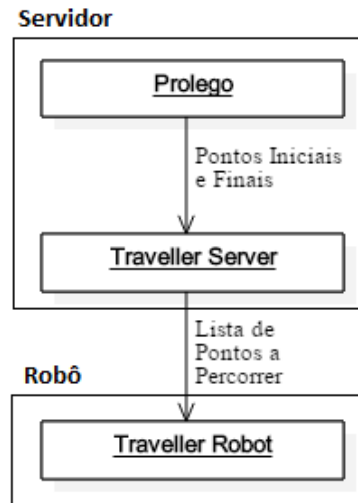 Servidor
Prolego
Pontos Iniciais
e Finais
Traveller Server
Lista de
Pontos a
Percorrer
Robô
Traveller Robot